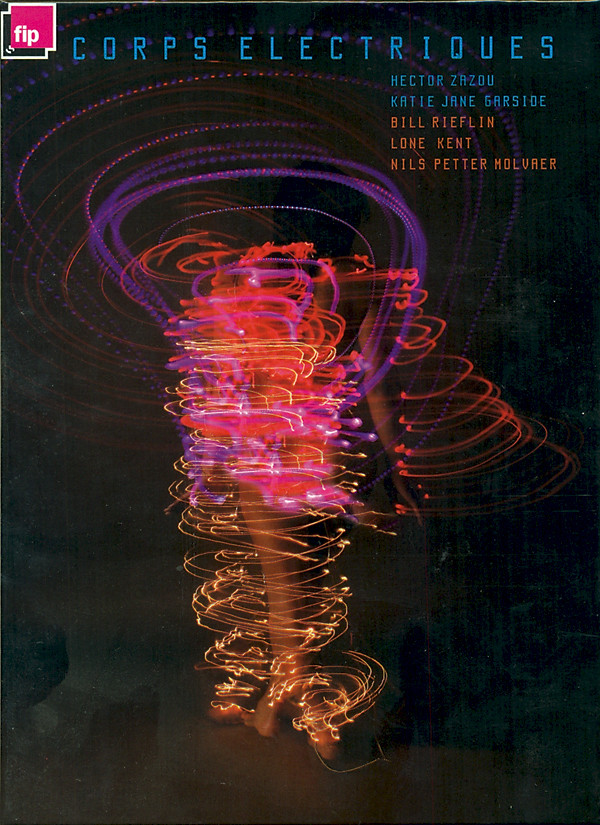 fip
CORPS ELECTRIQUES
HECTOR ZAZOU
KATIE JANE GARSIDE
BILL RIEFLIN
LONE KENT
NILS PETTER MOLVAER